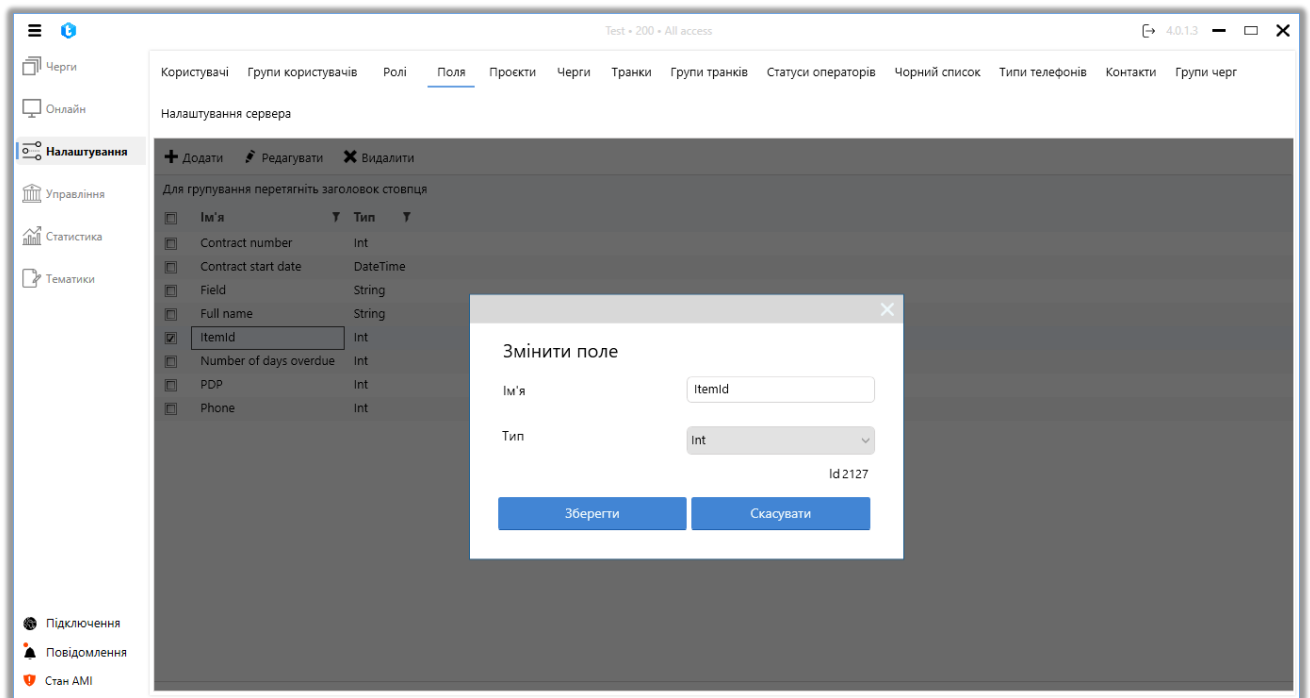 Test • 200 • All access
4.0.1.3
Черги
Онлайн
Налаштування
Управління
Статистика
Тематики
Користувачі Групи користувачів Ролі Поля Проєкти Черги Транки Групи транків Статуси операторів Чорний список Типи телефонів Контакти Групи черг
Налаштування сервера
Додати Редагувати Видалити
Для групування перетягніть заголовок стовпця
Ім'я Тип
Contract number Int
Contract start date DateTime
Field String
Full name String
ItemId Int
Number of days overdue Int
PDP Int
Phone Int
Змінити поле
Ім'я ItemId
Тип Int
Id 2127
Зберегти Скасувати
Підключення
Повідомлення
Стан AMI